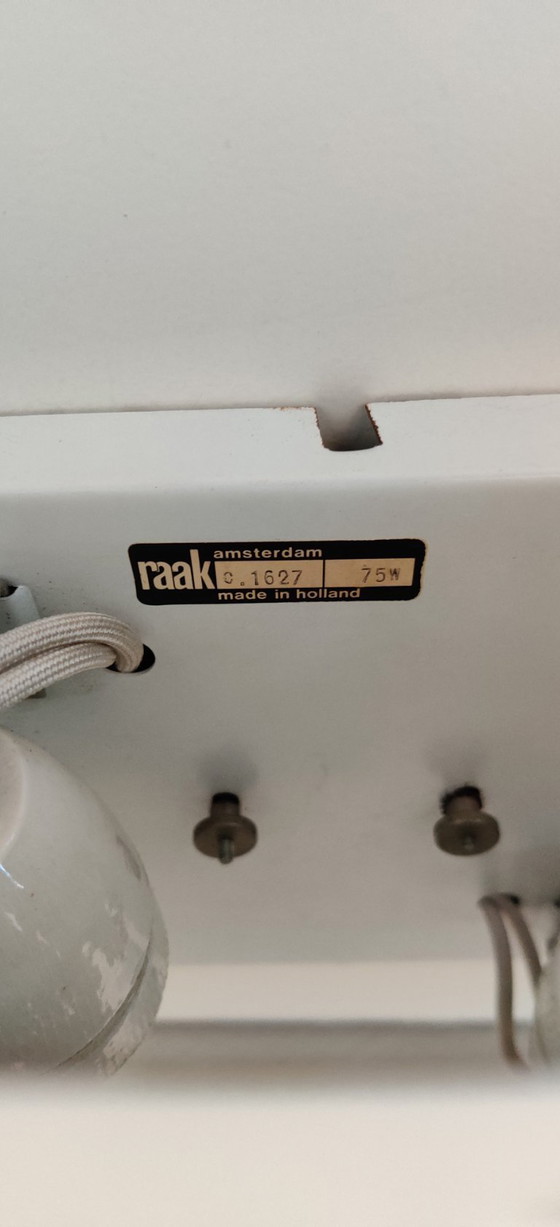 amsterdam
raak C.1627 75W
made in holland